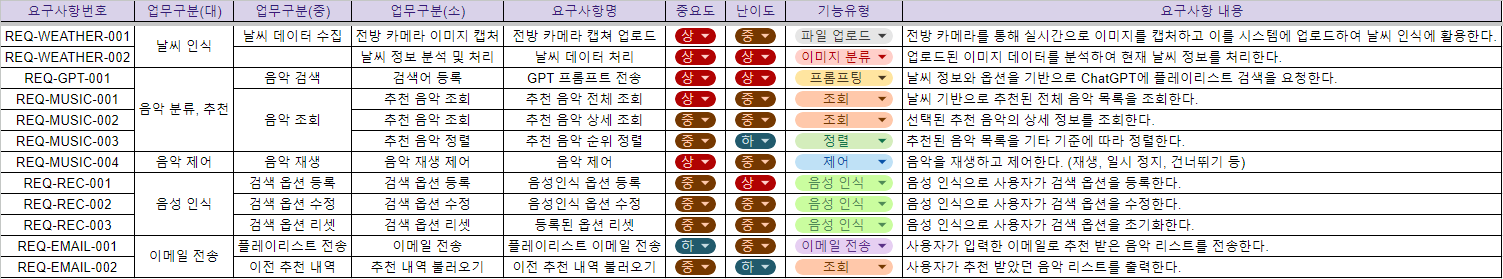 요구사항번호 업무구분(대) 업무구분(중) 업무구분(소) 요구사항명 중요도 난이도 기능유형 요구사항 내용
REQ-WEATHER-001 날씨 인식 날씨 데이터 수집 전방 카메라 이미지 캡처 전방 카메라 캡쳐 업로드 상 중 파일 업로드 전방 카메라를 통해 실시간으로 이미지를 캡처하고 이를 시스템에 업로드하여 날씨 인식에 활용한다.
REQ-WEATHER-002 날씨 정보 분석 및 처리 날씨 데이터 처리 상 상 이미지 분류 업로드된 이미지 데이터를 분석하여 현재 날씨 정보를 처리한다.
REQ-GPT-001 음악 분류, 추천 음악 검색 검색어 등록 GPT 프롬프트 전송 상 상 프롬프팅 날씨 정보와 옵션을 기반으로 ChatGPT에 플레이리스트 검색을 요청한다.
REQ-MUSIC-001 음악 조회 추천 음악 조회 추천 음악 전체 조회 상 중 조회 날씨 기반으로 추천된 전체 음악 목록을 조회한다.
REQ-MUSIC-002 추천 음악 조회 추천 음악 상세 조회 중 중 조회 선택된 추천 음악의 상세 정보를 조회한다.
REQ-MUSIC-003 추천 음악 정렬 추천 음악 순위 정렬 중 하 정렬 추천된 음악 목록을 기타 기준에 따라 정렬한다.
REQ-MUSIC-004 음악 제어 음악 재생 음악 재생 제어 음악 제어 상 중 제어 음악을 재생하고 제어한다. (재생, 일시 정지, 건너뛰기 등)
REQ-REC-001 음성 인식 검색 옵션 등록 검색 옵션 등록 음성인식 옵션 등록 중 상 음성 인식 음성 인식으로 사용자가 검색 옵션을 등록한다.
REQ-REC-002 검색 옵션 수정 검색 옵션 수정 음성인식 옵션 수정 중 중 음성 인식 음성 인식으로 사용자가 검색 옵션을 수정한다.
REQ-REC-003 검색 옵션 리셋 검색 옵션 리셋 등록된 옵션 리셋 중 중 음성 인식 음성 인식으로 사용자가 검색 옵션을 초기화한다.
REQ-EMAIL-001 이메일 전송 플레이리스트 전송 이메일 전송 플레이리스트 이메일 전송 하 중 이메일 전송 사용자가 입력한 이메일로 추천 받은 음악 리스트를 전송한다.
REQ-EMAIL-002 이전 추천 내역 추천 내역 불러오기 이전 추천 내역 중 하 조회 사용자가 추천 받았던 음악 리스트를 출력한다.